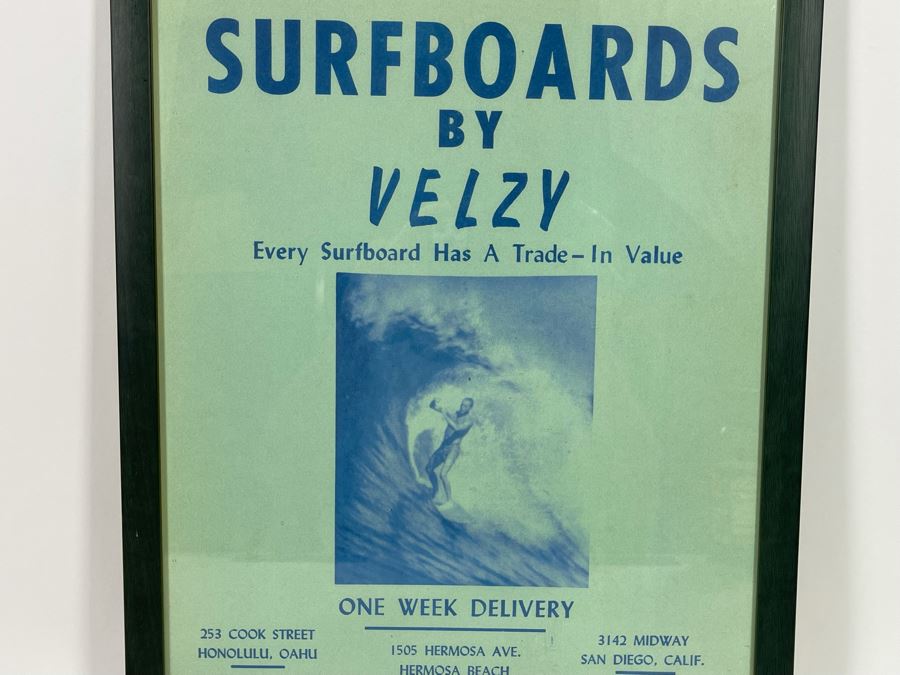 SURFBOARDS
BY
VELZY
Every Surfboard Has A Trade-In Value
ONE WEEK DELIVERY
253 COOK STREET
HONOLULU, OAHU
1505 HERMOSA AVE.
HERMOSA BEACH
3142 MIDWAY
SAN DIEGO, CALIF.